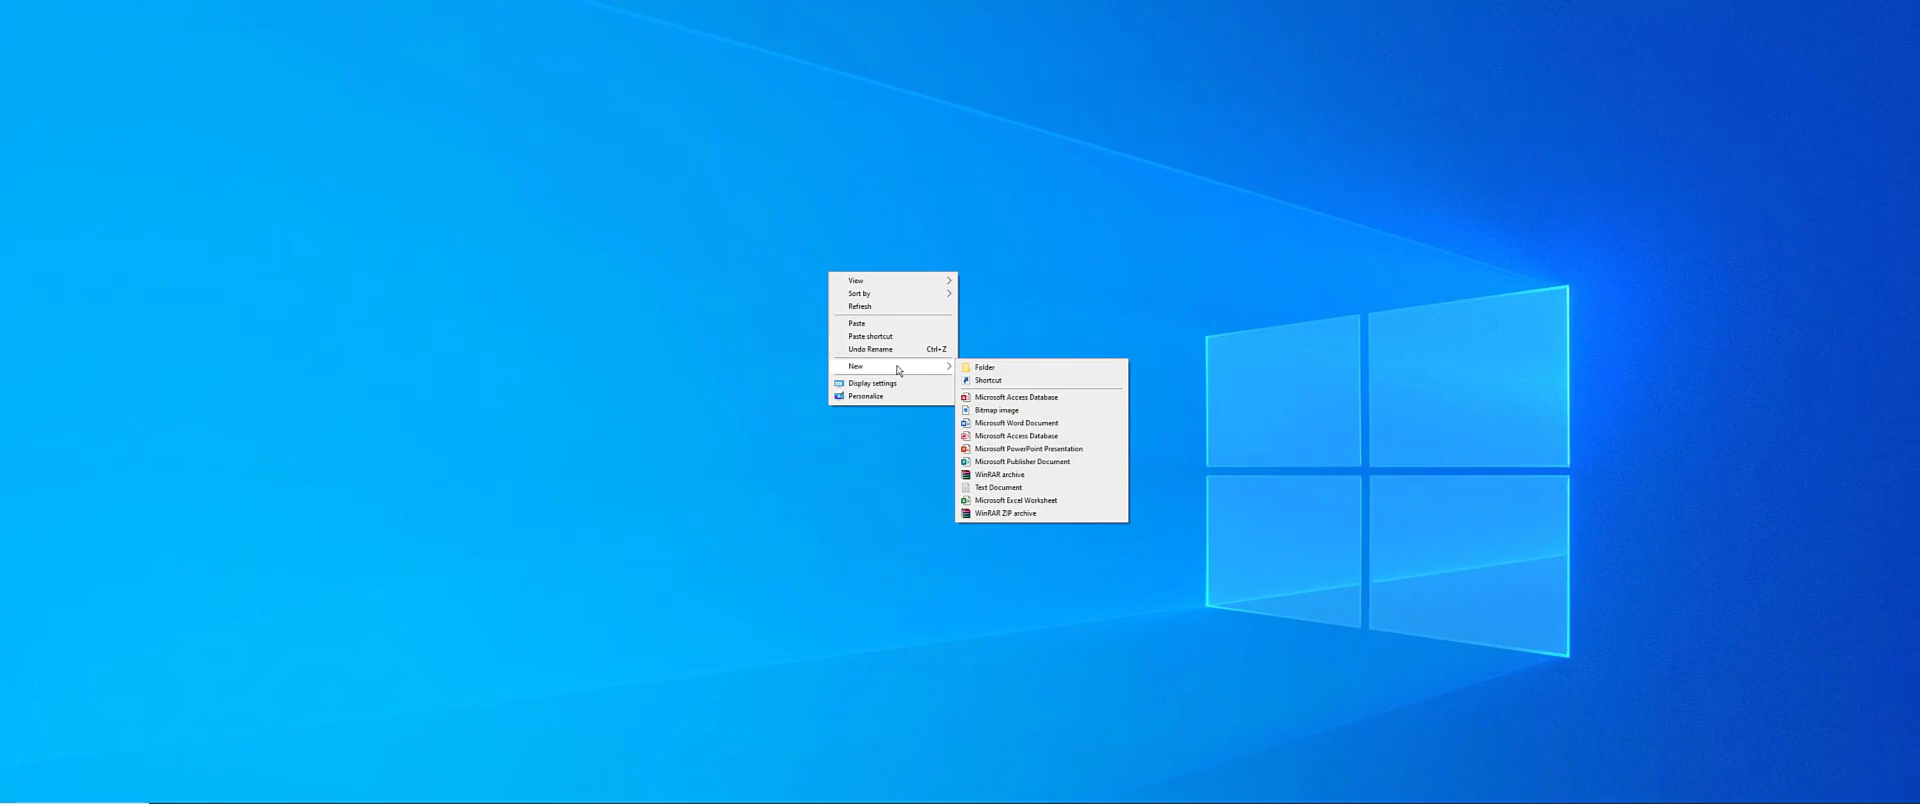 View
Sort by
Refresh
Paste
Paste shortcut
Undo Rename Ctrl+Z
New
Display settings
Personalize
Folder
Shortcut
Microsoft Access Database
Bitmap image
Microsoft Word Document
Microsoft Access Database
Microsoft PowerPoint Presentation
Microsoft Publisher Document
WinRAR archive
Text Document
Microsoft Excel Worksheet
WinRAR ZIP archive